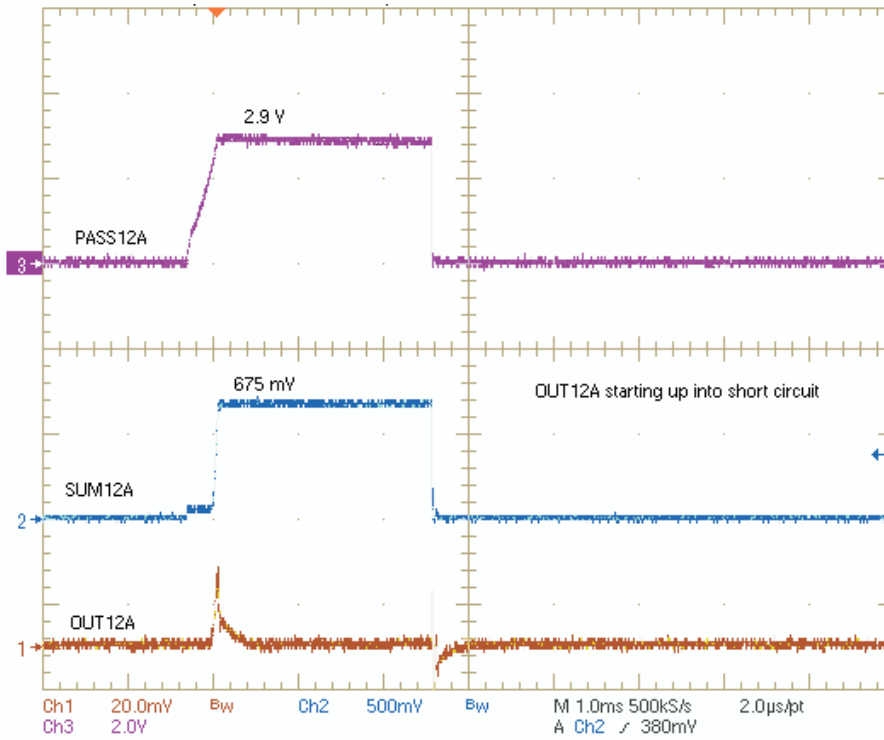 2.9 V
PASS12A
3
675 mV
OUT12A starting up into short circuit
SUM12A
2
OUT12A
1
Ch1 20.0mV BW Ch2 500mV BW M 1.0ms 500kS/s 2.0µs/pt
Ch3 2.0V A Ch2 ∕ 380mV